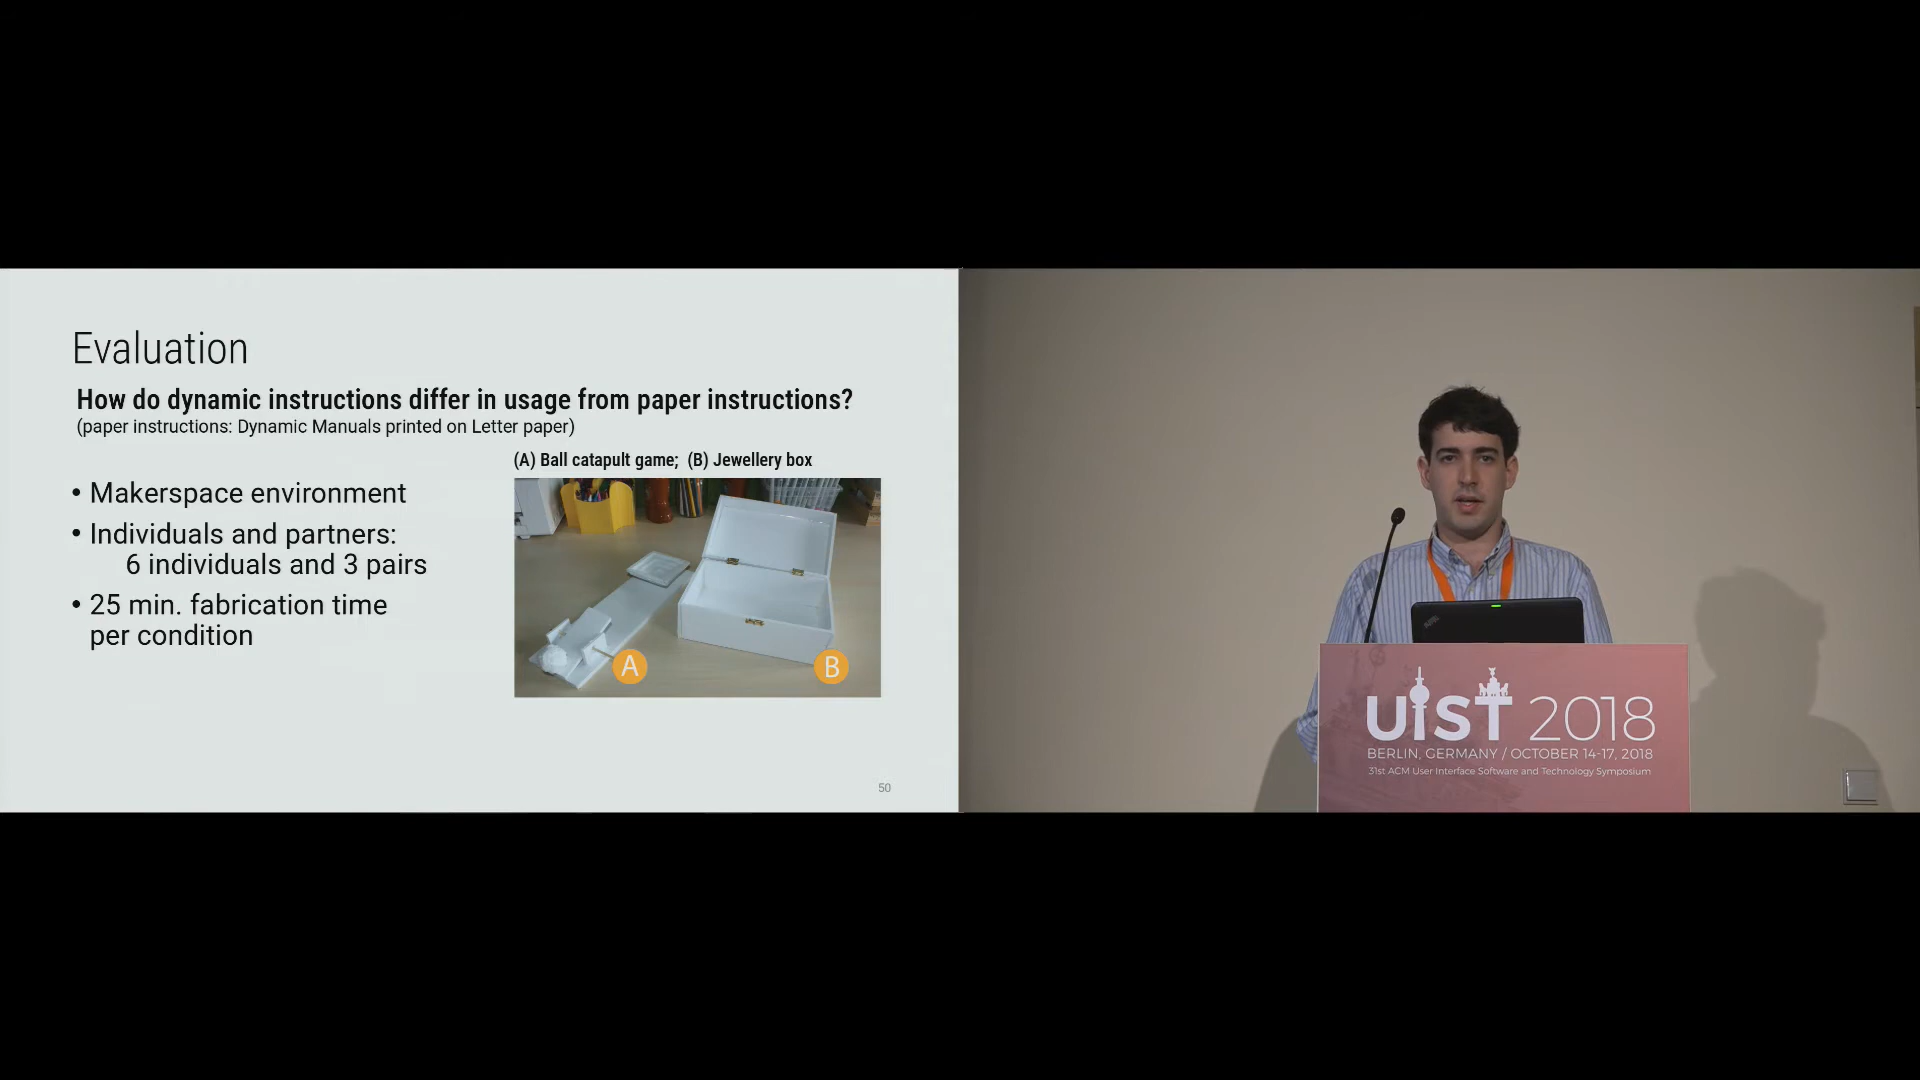 Evaluation
How do dynamic instructions differ in usage from paper instructions?
(paper instructions: Dynamic Manuals printed on Letter paper)
(A) Ball catapult game; (B) Jewellery box
• Makerspace environment
• Individuals and partners:
6 individuals and 3 pairs
• 25 min. fabrication time
per condition
A
B
50
UIST 2018
BERLIN, GERMANY / OCTOBER 14-17, 2018
31st ACM User Interface Software and Technology Symposium